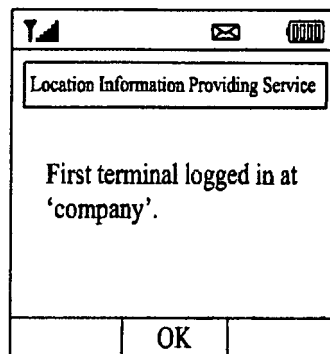 Location Information Providing Service
First terminal logged in at
‘company’.
OK